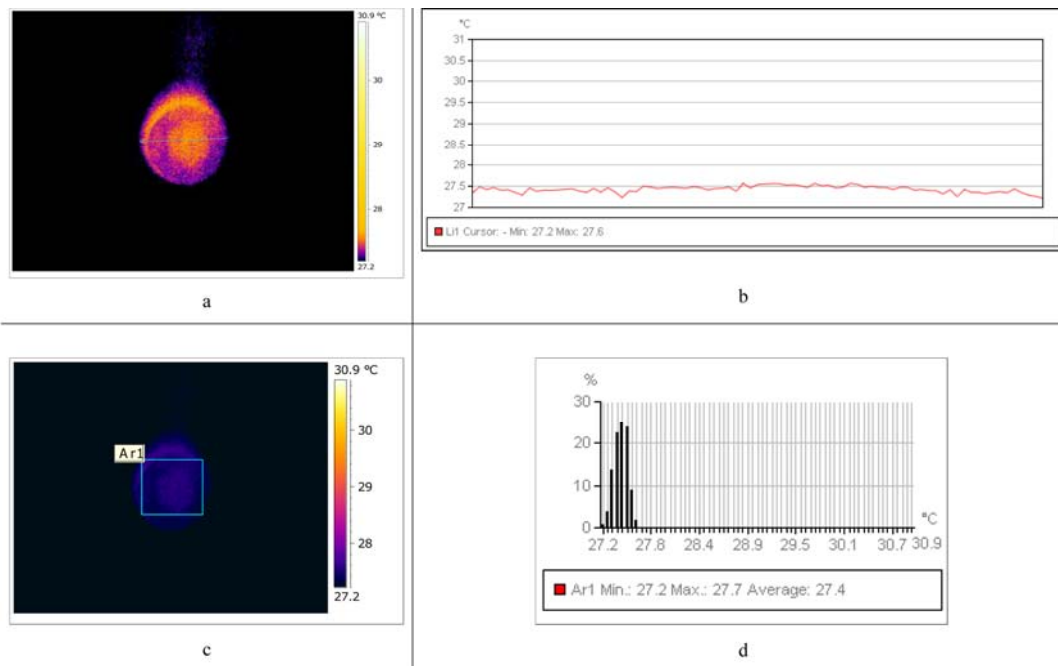 30.9 °C
30
29
28
27.2
a
°C
31
30.5
30
29.5
29
28.5
28
27.5
27
Li1 Cursor: - Min: 27.2 Max: 27.6
b
30.9 °C
30
29
28
27.2
Ar1
c
%
30
20
10
0
°C
27.2 27.8 28.4 28.9 29.5 30.1 30.7 30.9
Ar1 Min.: 27.2 Max.: 27.7 Average: 27.4
d